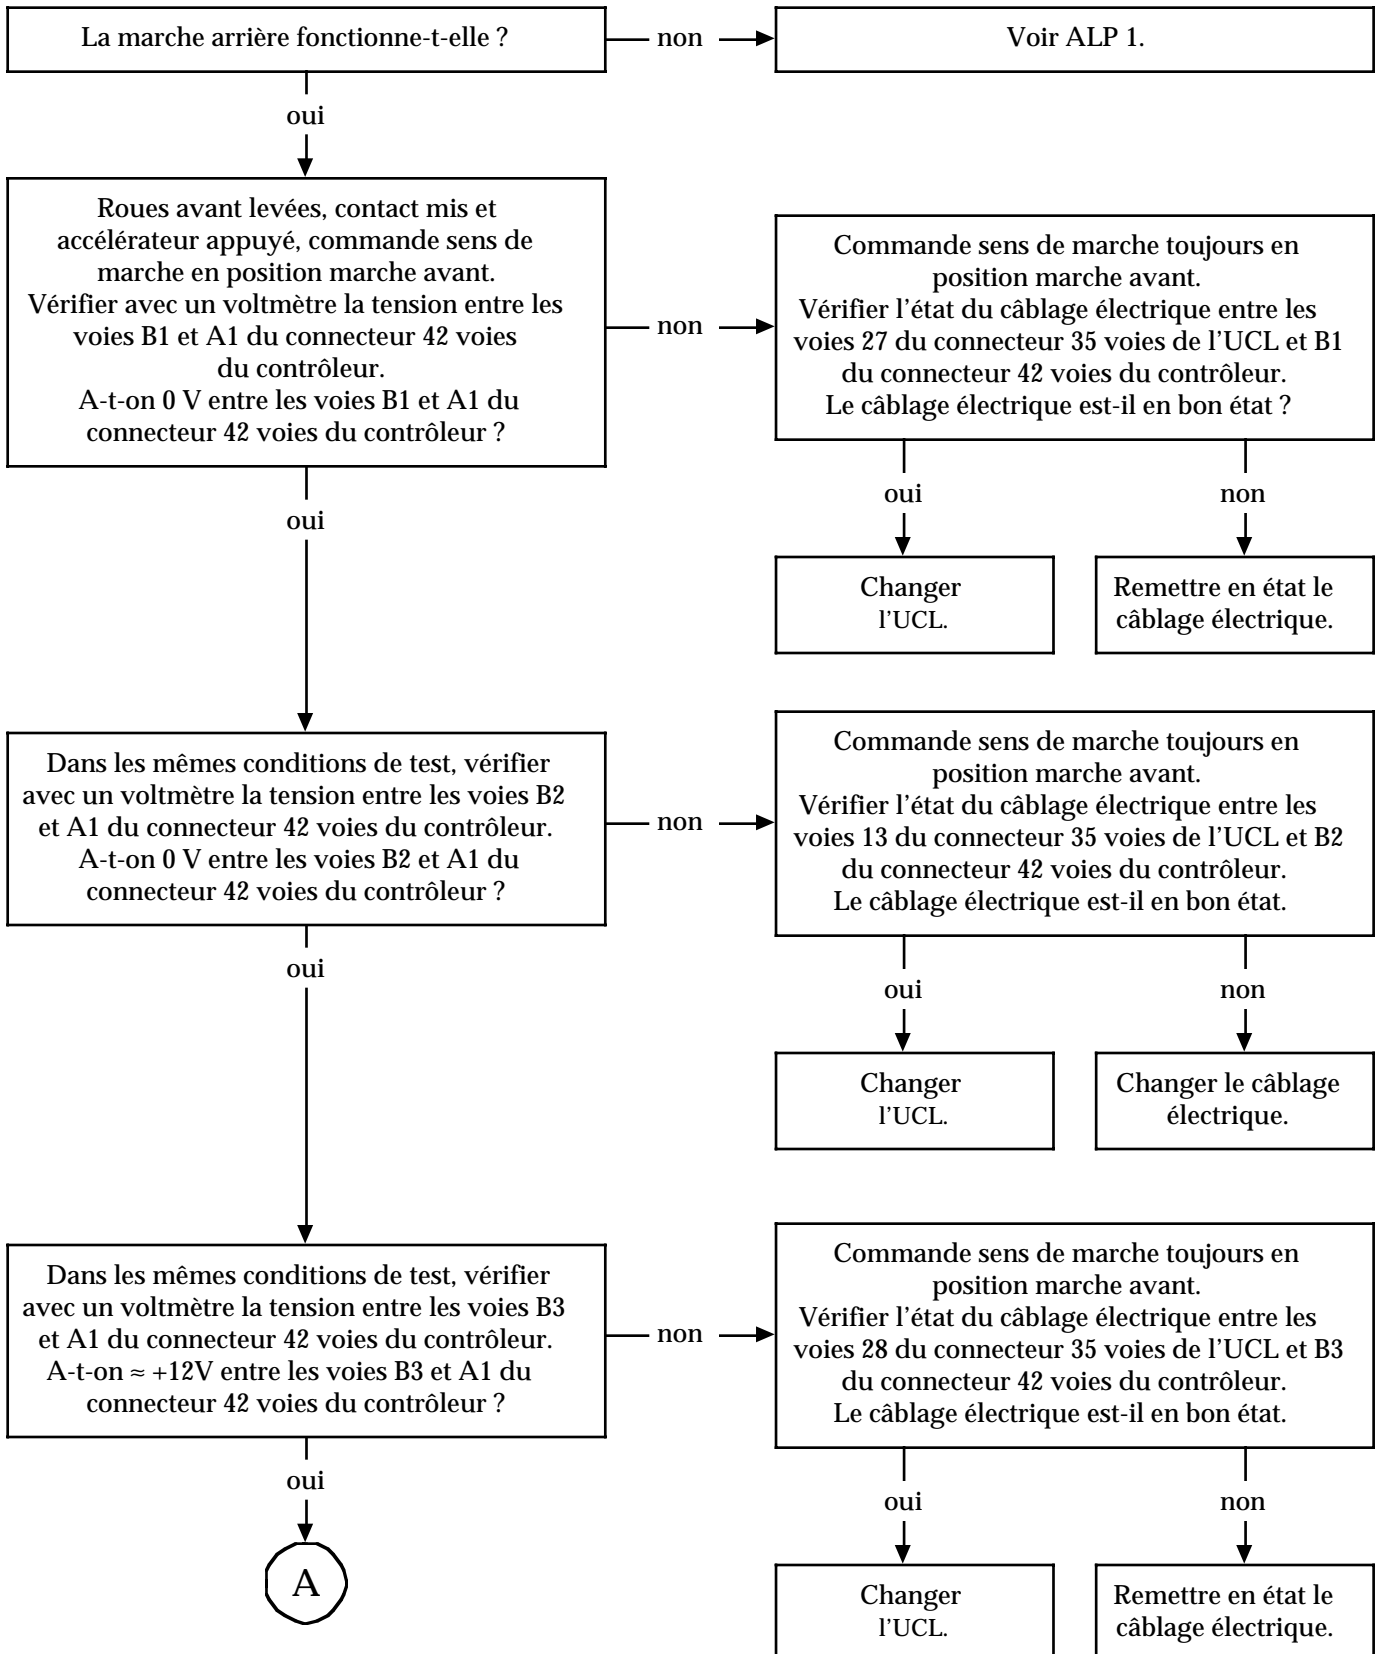 La marche arrière fonctionne-t-elle ?
non
Voir ALP 1.
oui
Roues avant levées, contact mis et
accélérateur appuyé, commande sens de
marche en position marche avant.
Vérifier avec un voltmètre la tension entre les
voies B1 et A1 du connecteur 42 voies
du contrôleur.
A-t-on 0 V entre les voies B1 et A1 du
connecteur 42 voies du contrôleur ?
non
Commande sens de marche toujours en
position marche avant.
Vérifier l'état du câblage électrique entre les
voies 27 du connecteur 35 voies de l'UCL et B1
du connecteur 42 voies du contrôleur.
Le câblage électrique est-il en bon état ?
oui
non
Changer
l'UCL.
Remettre en état le
câblage électrique.
oui
Dans les mêmes conditions de test, vérifier
avec un voltmètre la tension entre les voies B2
et A1 du connecteur 42 voies du contrôleur.
A-t-on 0 V entre les voies B2 et A1 du
connecteur 42 voies du contrôleur ?
non
Commande sens de marche toujours en
position marche avant.
Vérifier l'état du câblage électrique entre les
voies 13 du connecteur 35 voies de l'UCL et B2
du connecteur 42 voies du contrôleur.
Le câblage électrique est-il en bon état.
oui
non
Changer
l'UCL.
Changer le câblage
électrique.
oui
Dans les mêmes conditions de test, vérifier
avec un voltmètre la tension entre les voies B3
et A1 du connecteur 42 voies du contrôleur.
A-t-on ≈ +12V entre les voies B3 et A1 du
connecteur 42 voies du contrôleur ?
non
Commande sens de marche toujours en
position marche avant.
Vérifier l'état du câblage électrique entre les
voies 28 du connecteur 35 voies de l'UCL et B3
du connecteur 42 voies du contrôleur.
Le câblage électrique est-il en bon état.
oui
non
Changer
l'UCL.
Remettre en état le
câblage électrique.
oui
A